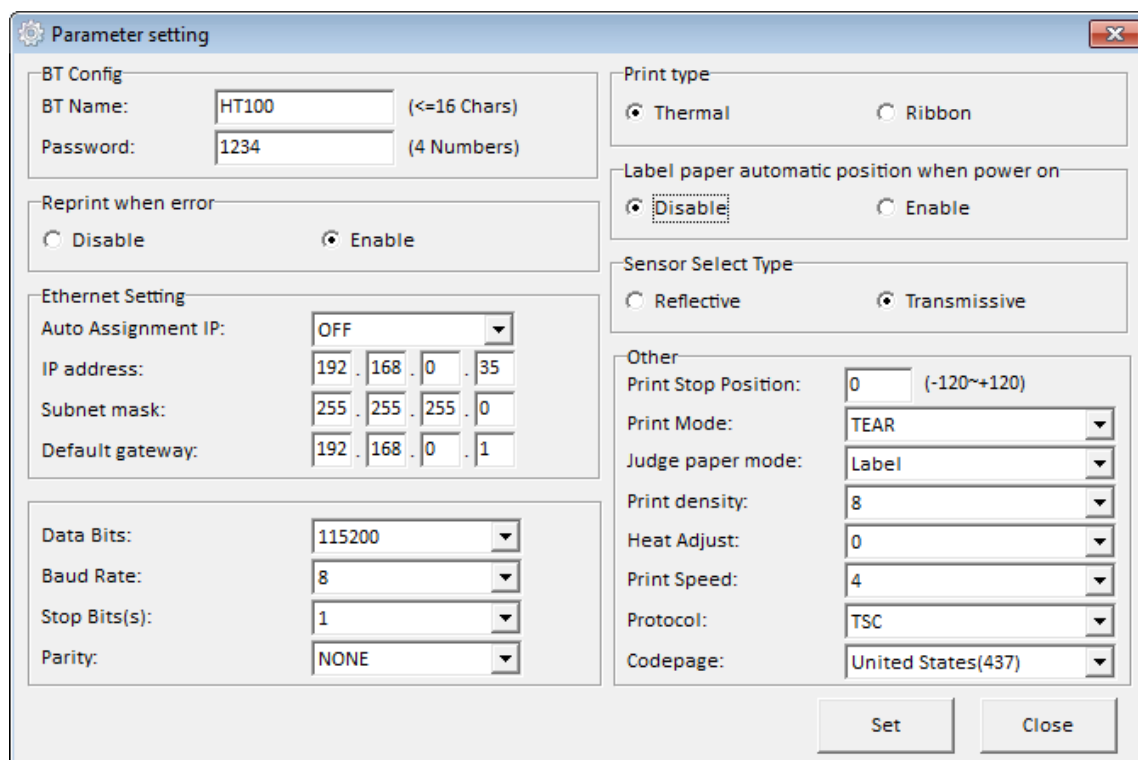 Parameter setting
BT Config
BT Name: HT100 (<=16 Chars)
Password: 1234 (4 Numbers)
Reprint when error
Disable Enable
Ethernet Setting
Auto Assignment IP: OFF
IP address: 192 . 168 . 0 . 35
Subnet mask: 255 . 255 . 255 . 0
Default gateway: 192 . 168 . 0 . 1
Data Bits: 115200
Baud Rate: 8
Stop Bits(s): 1
Parity: NONE
Print type
Thermal Ribbon
Label paper automatic position when power on
Disable Enable
Sensor Select Type
Reflective Transmissive
Other
Print Stop Position: 0 (-120~+120)
Print Mode: TEAR
Judge paper mode: Label
Print density: 8
Heat Adjust: 0
Print Speed: 4
Protocol: TSC
Codepage: United States(437)
Set Close